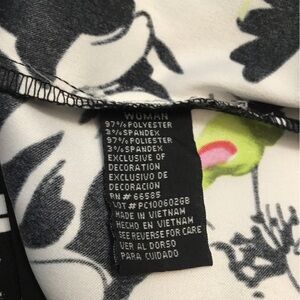 WOMAN
97% POLYESTER
3% SPANDEX
97% POLIESTER
3% SPANDEX
EXCLUSIVE OF
DECORATION
EXCLUSIVO DE
DECORACION
RN # 66585
LOT # PC100602GB
MADE IN VIETNAM
HECHO EN VIETNAM
SEE REVERSE FOR CARE
VER AL DORSO
PARA CUIDADO